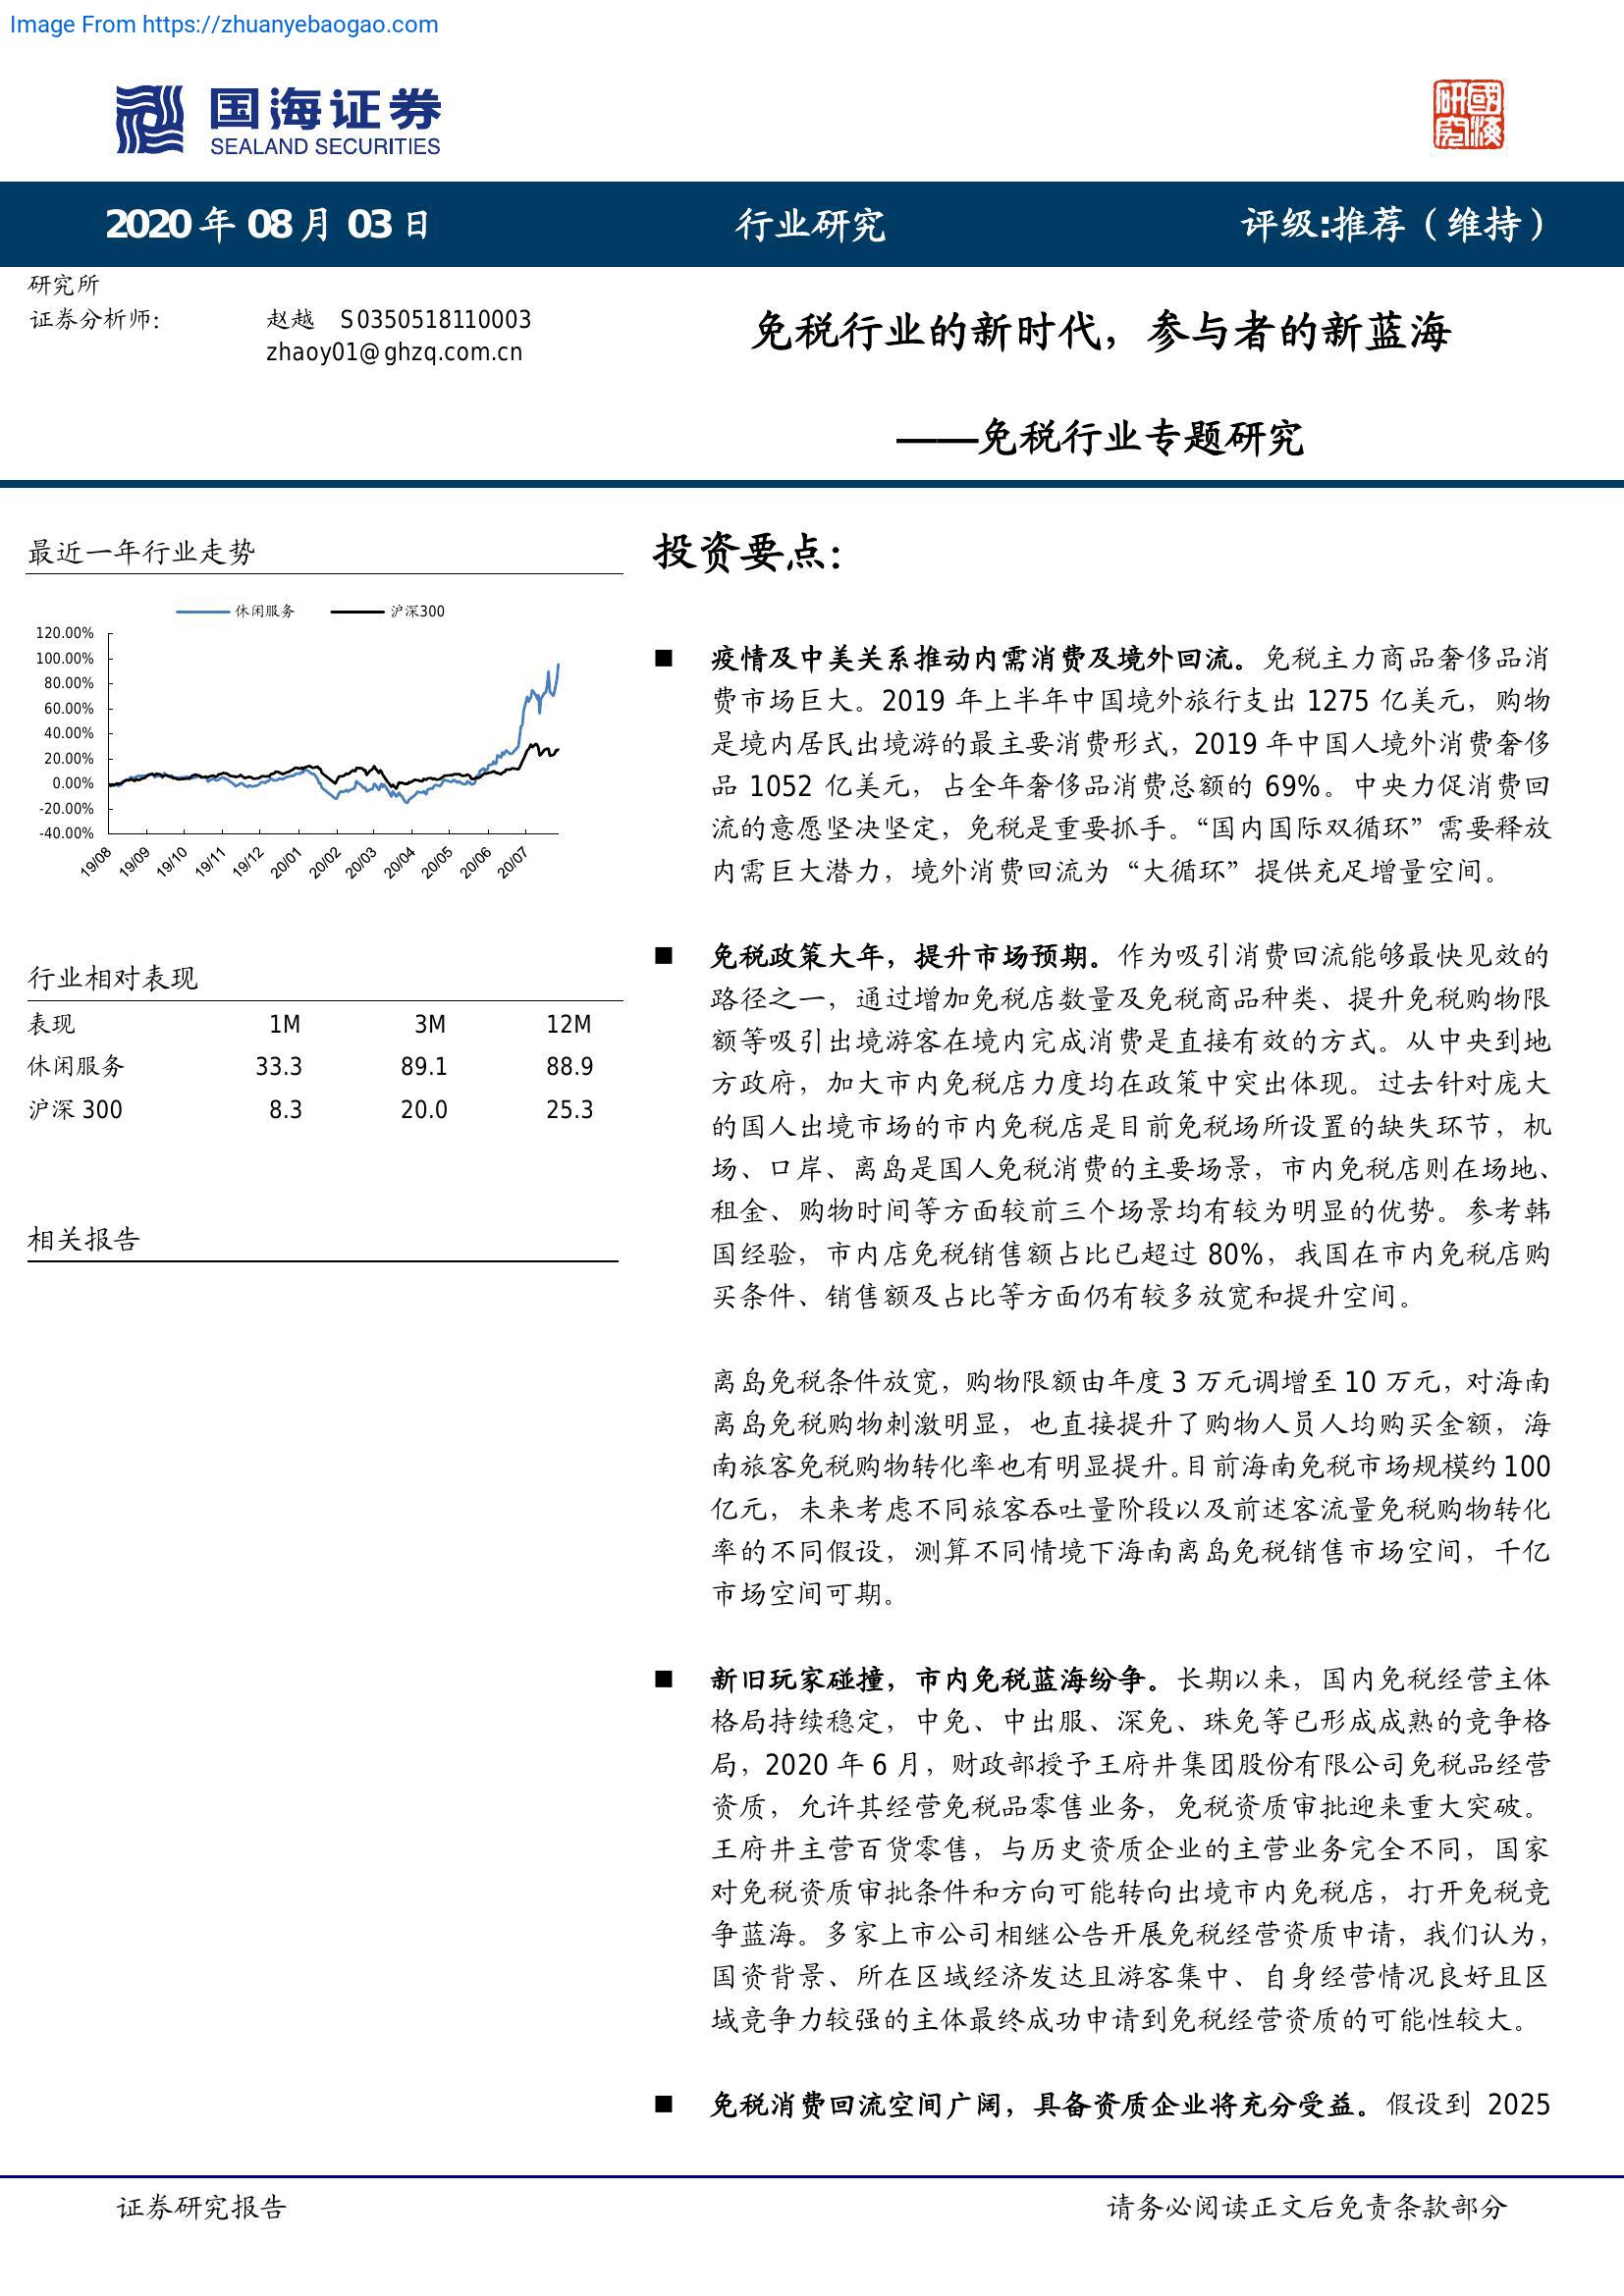 Image From https://zhuanyebaogao.com
国海证券
SEALAND SECURITIES
研究
國海
2020 年 08 月 03 日
行业研究
评级:推荐（维持）
研究所
证券分析师：
赵越 S0350518110003
zhaoy01@ghzq.com.cn
免税行业的新时代，参与者的新蓝海
——免税行业专题研究
最近一年行业走势
休闲服务
沪深300
120.00%
100.00%
80.00%
60.00%
40.00%
20.00%
0.00%
-20.00%
-40.00%
19/08
19/09
19/10
19/11
19/12
20/01
20/02
20/03
20/04
20/05
20/06
20/07
行业相对表现
表现 1M 3M 12M
休闲服务 33.3 89.1 88.9
沪深 300 8.3 20.0 25.3
相关报告
投资要点：
■ 疫情及中美关系推动内需消费及境外回流。免税主力商品奢侈品消
费市场巨大。2019 年上半年中国境外旅行支出 1275 亿美元，购物
是境内居民出境游的最主要消费形式，2019 年中国人境外消费奢侈
品 1052 亿美元，占全年奢侈品消费总额的 69%。中央力促消费回
流的意愿坚决坚定，免税是重要抓手。“国内国际双循环”需要释放
内需巨大潜力，境外消费回流为“大循环”提供充足增量空间。
■ 免税政策大年，提升市场预期。作为吸引消费回流能够最快见效的
路径之一，通过增加免税店数量及免税商品种类、提升免税购物限
额等吸引出境游客在境内完成消费是直接有效的方式。从中央到地
方政府，加大市内免税店力度均在政策中突出体现。过去针对庞大
的国人出境市场的市内免税店是目前免税场所设置的缺失环节，机
场、口岸、离岛是国人免税消费的主要场景，市内免税店则在场地、
租金、购物时间等方面较前三个场景均有较为明显的优势。参考韩
国经验，市内店免税销售额占比已超过 80%，我国在市内免税店购
买条件、销售额及占比等方面仍有较多放宽和提升空间。
离岛免税条件放宽，购物限额由年度 3 万元调增至 10 万元，对海南
离岛免税购物刺激明显，也直接提升了购物人员人均购买金额，海
南旅客免税购物转化率也有明显提升。目前海南免税市场规模约 100
亿元，未来考虑不同旅客吞吐量阶段以及前述客流量免税购物转化
率的不同假设，测算不同情境下海南离岛免税销售市场空间，千亿
市场空间可期。
■ 新旧玩家碰撞，市内免税蓝海纷争。长期以来，国内免税经营主体
格局持续稳定，中免、中出服、深免、珠免等已形成成熟的竞争格
局，2020 年 6 月，财政部授予王府井集团股份有限公司免税品经营
资质，允许其经营免税品零售业务，免税资质审批迎来重大突破。
王府井主营百货零售，与历史资质企业的主营业务完全不同，国家
对免税资质审批条件和方向可能转向出境市内免税店，打开免税竞
争蓝海。多家上市公司相继公告开展免税经营资质申请，我们认为，
国资背景、所在区域经济发达且游客集中、自身经营情况良好且区
域竞争力较强的主体最终成功申请到免税经营资质的可能性较大。
■ 免税消费回流空间广阔，具备资质企业将充分受益。假设到 2025
证券研究报告
请务必阅读正文后免责条款部分